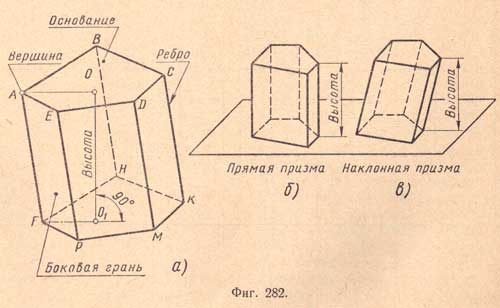 Основание
B
Вершина
Ребро
O
C
A
E
D
Высота
H
F
90°
O₁
K
P
M
Боковая грань
а)
Высота
Высота
Прямая призма
Наклонная призма
б)
в)
Фиг. 282.